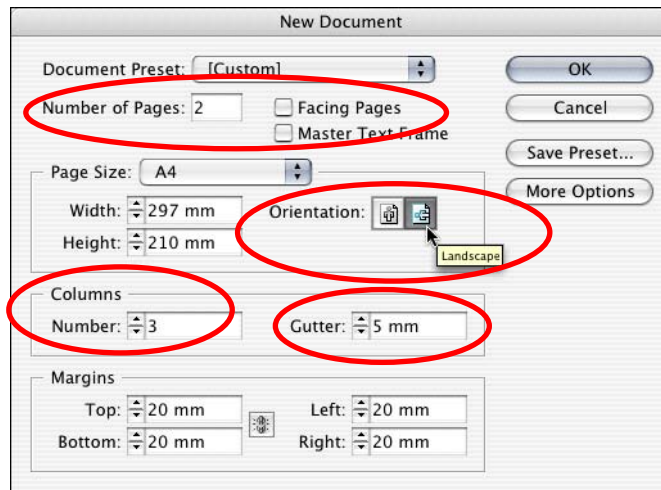 New Document
Document Preset: [Custom]
OK
Number of Pages: 2
Facing Pages
Cancel
Master Text Frame
Save Preset...
Page Size: A4
More Options
Width: 297 mm
Orientation:
Height: 210 mm
Landscape
Columns
Number: 3
Gutter: 5 mm
Margins
Top: 20 mm
Left: 20 mm
Bottom: 20 mm
Right: 20 mm